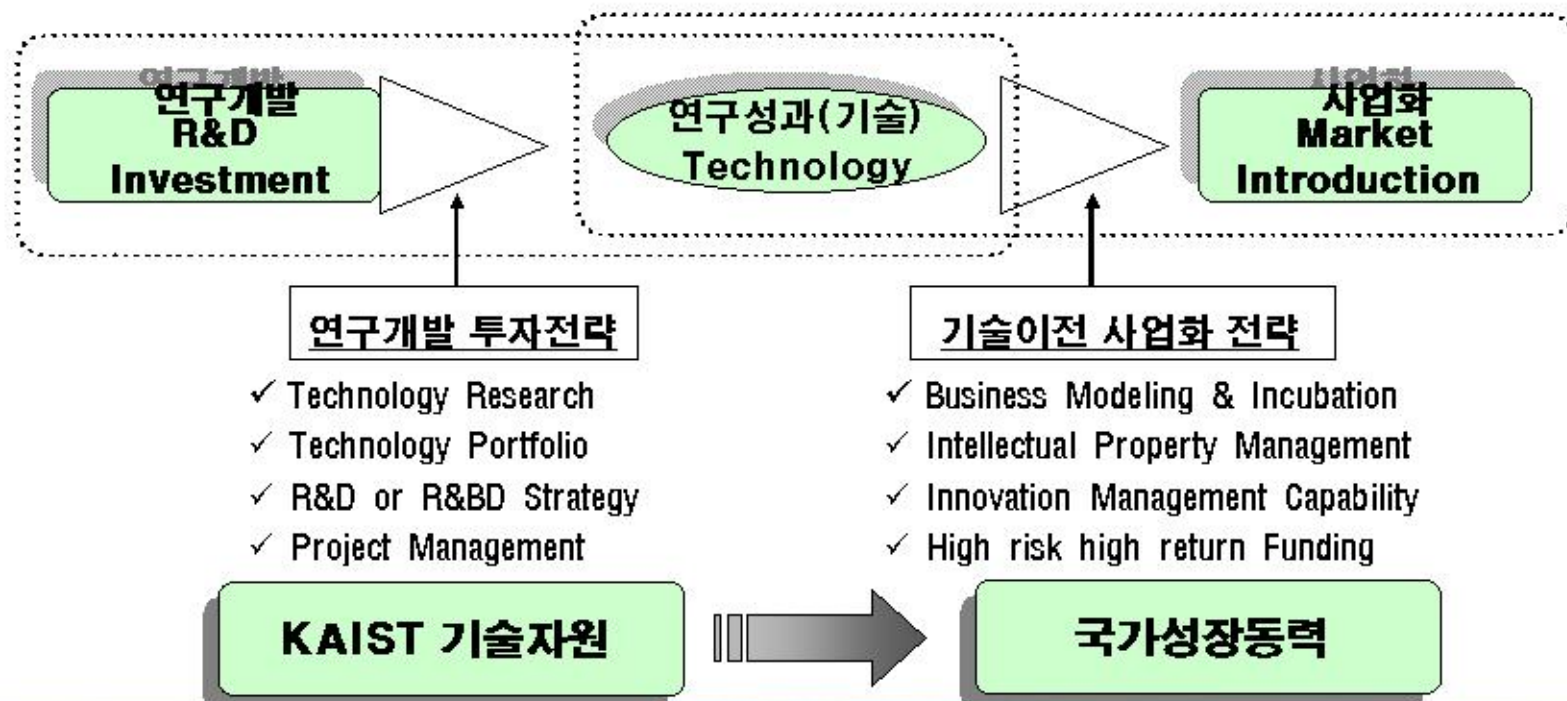 연구개발
R&D
Investment
연구성과(기술)
Technology
사업화
Market
Introduction
연구개발 투자전략
✓ Technology Research
✓ Technology Portfolio
✓ R&D or R&BD Strategy
✓ Project Management
기술이전 사업화 전략
✓ Business Modeling & Incubation
✓ Intellectual Property Management
✓ Innovation Management Capability
✓ High risk high return Funding
KAIST 기술자원
국가성장동력